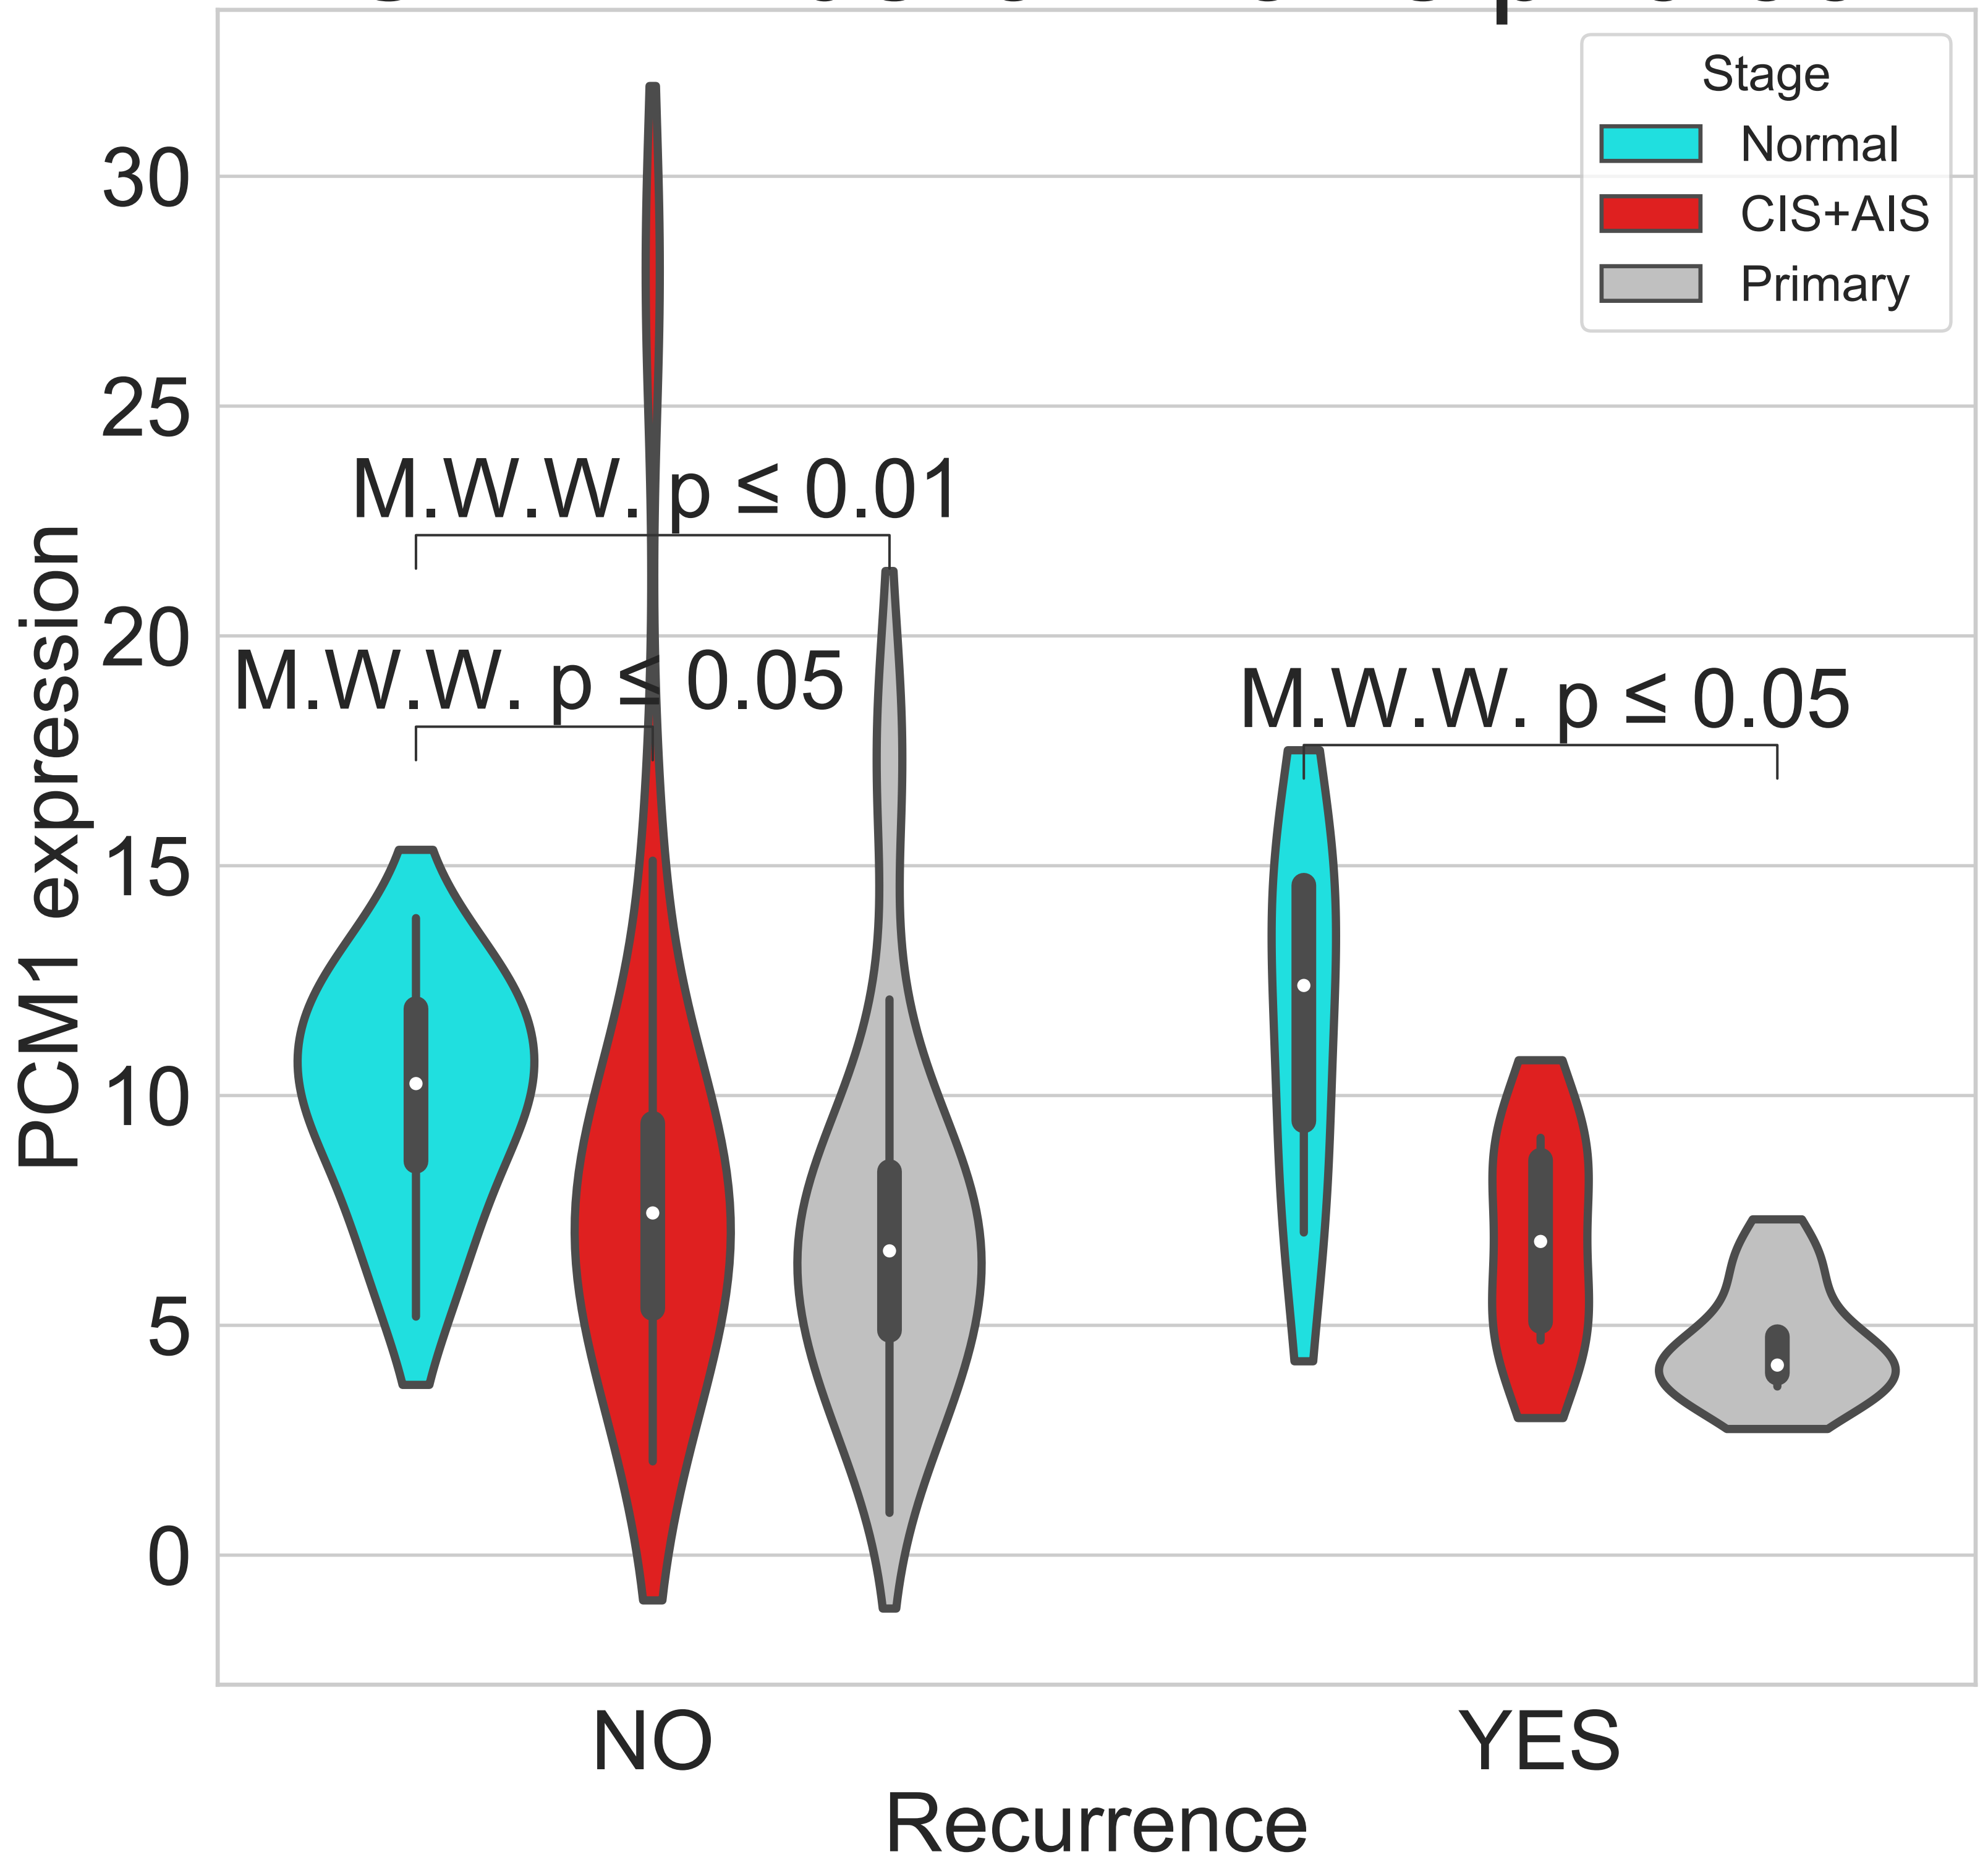 Stage
Normal
CIS+AIS
Primary
30
25
20
15
10
5
0
PCM1 expression
M.W.W. p ≤ 0.01
M.W.W. p ≤ 0.05
M.W.W. p ≤ 0.05
NO
YES
Recurrence